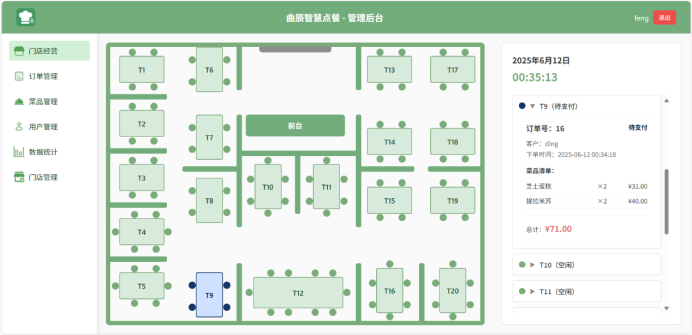 曲辰智慧点餐 · 管理后台
feng 退出
门店经营
订单管理
菜品管理
用户管理
数据统计
门店管理
T1
T6
T13
T17
T2
T7
前台
T14
T18
T3
T8
T10
T11
T15
T19
T4
T5
T9
T12
T16
T20
2025年6月12日
00:35:13
▼ T9（待支付）
订单号：16 待支付
客户：ding
下单时间：2025-06-12 00:34:18
菜品清单：
芝士蛋糕 ×2 ¥31.00
提拉米苏 ×2 ¥40.00
总计：¥71.00
▶ T10（空闲）
▶ T11（空闲）